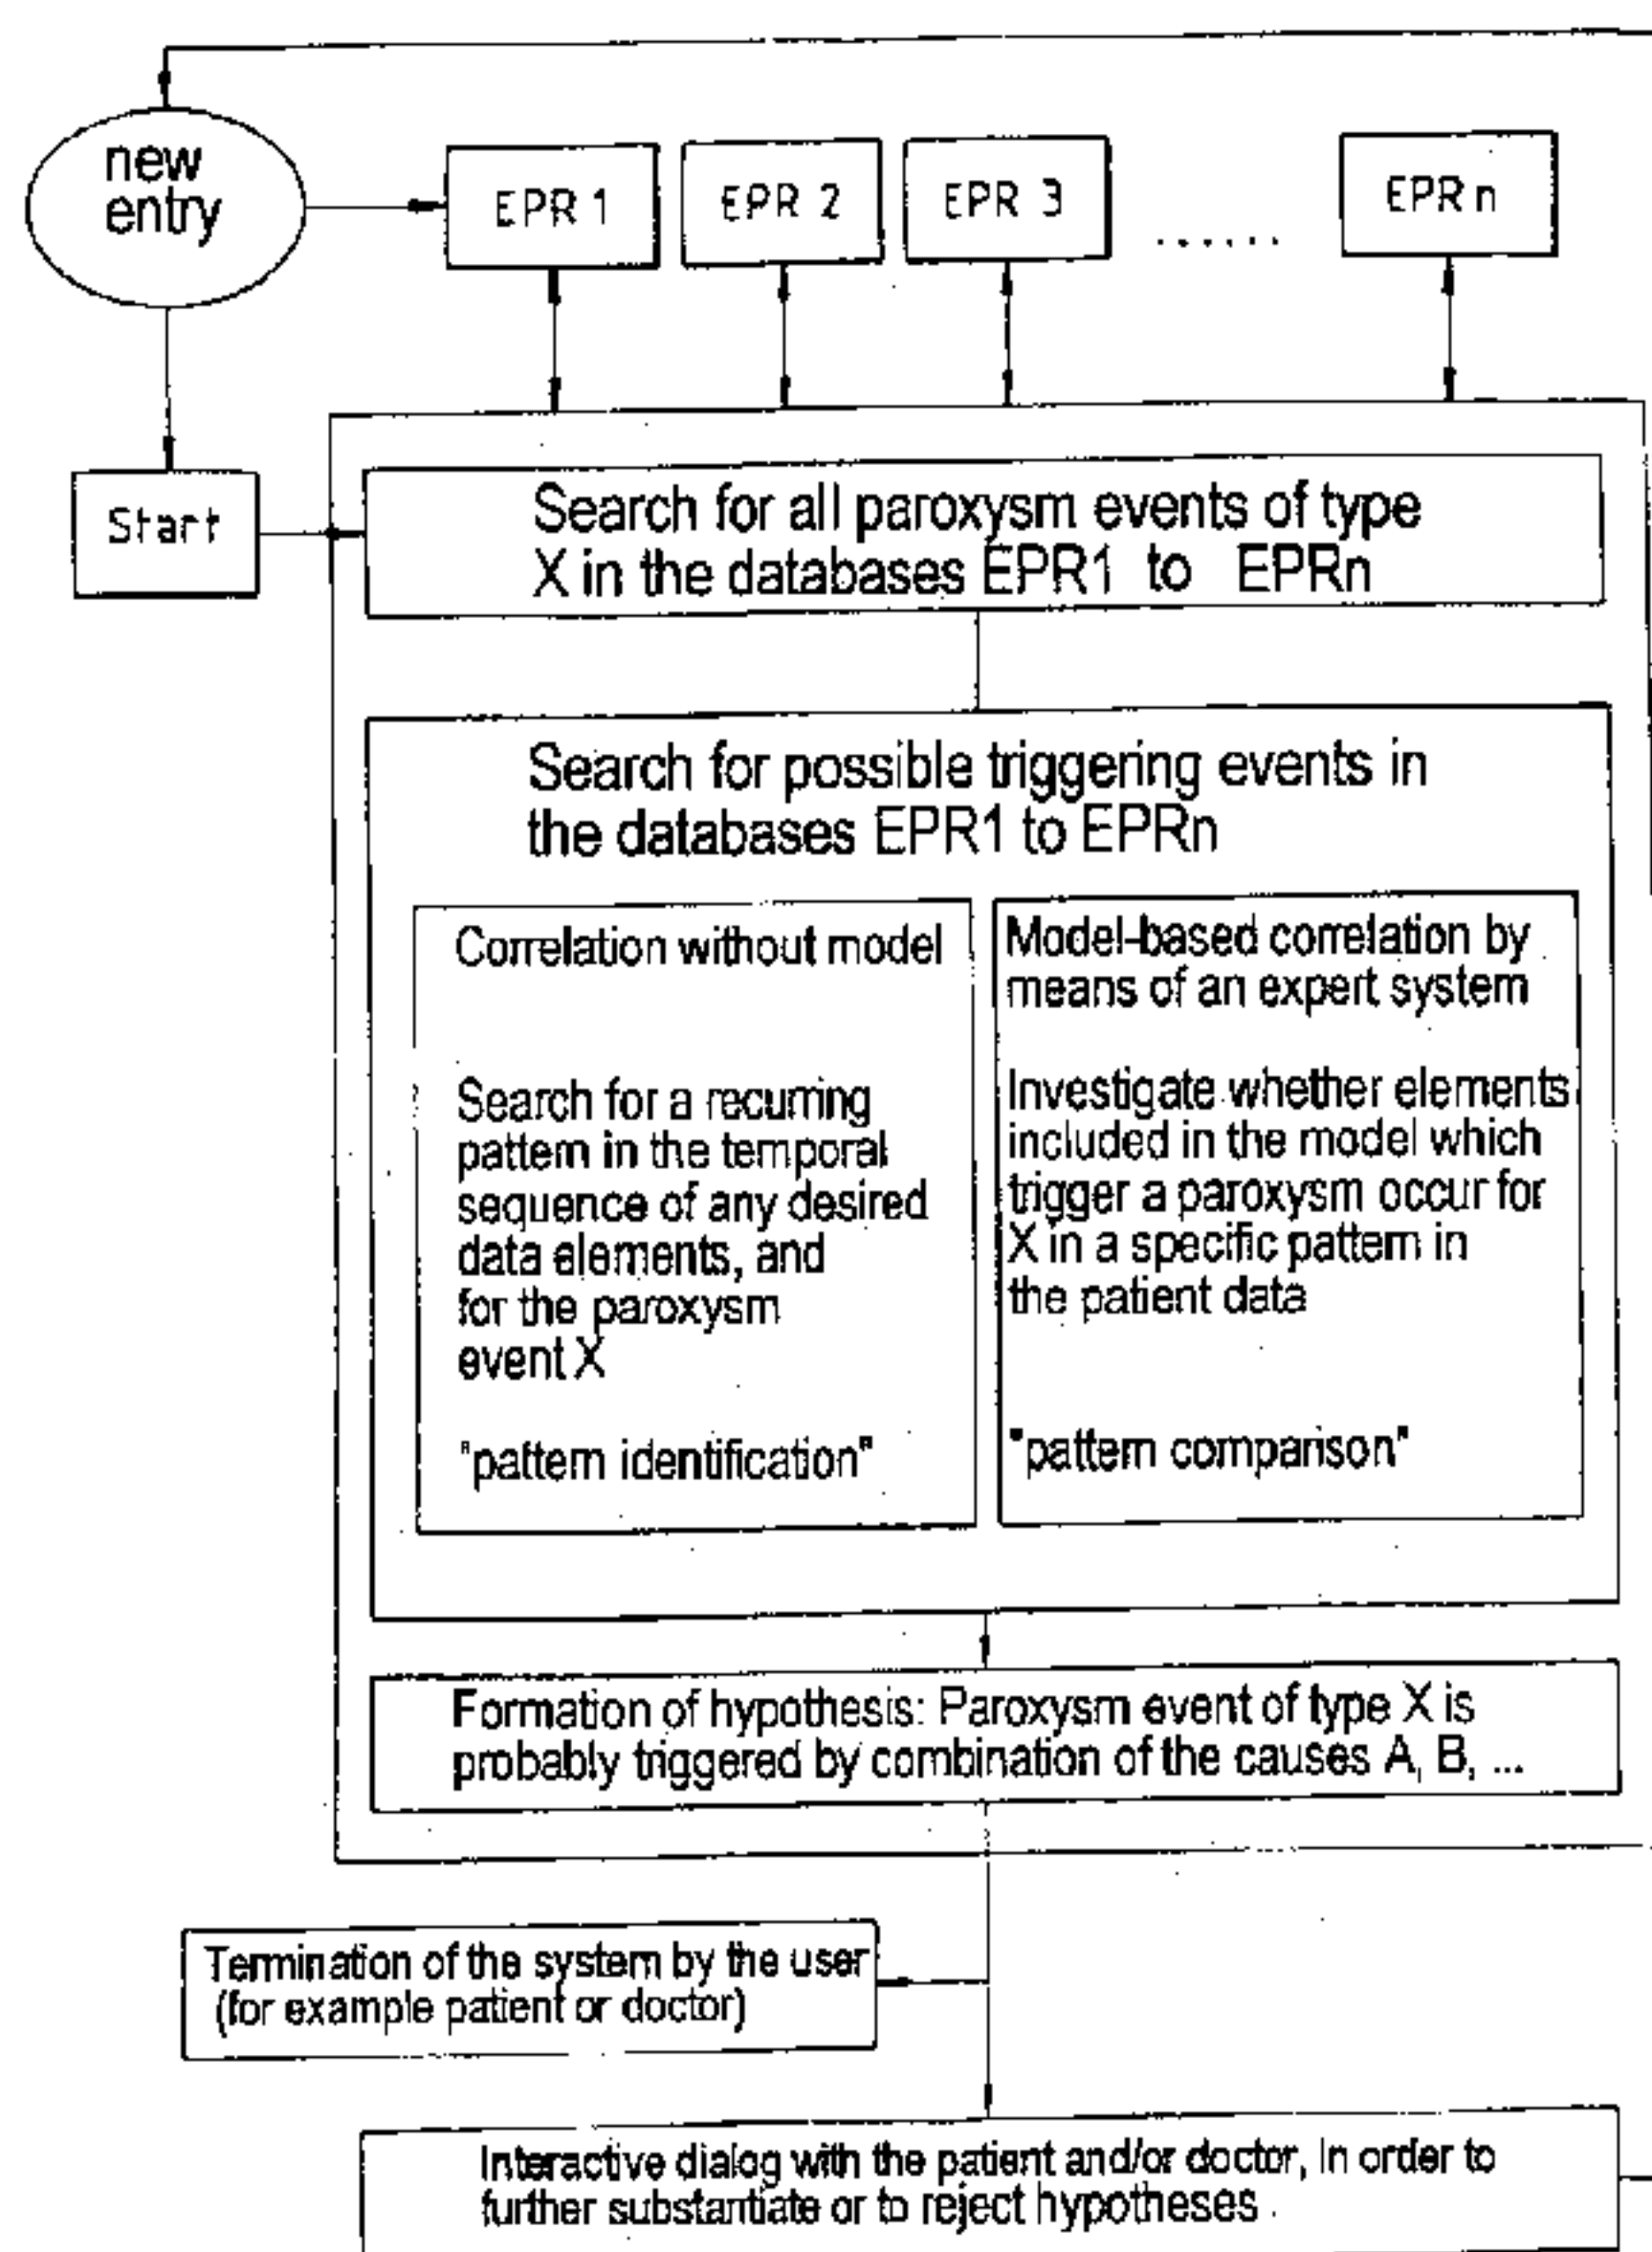 new
entry
EPR 1
EPR 2
EPR 3
......
EPR n
Start
Search for all paroxysm events of type
X in the databases EPR1 to EPRn
Search for possible triggering events in
the databases EPR1 to EPRn
Correlation without model
Search for a recurring
pattern in the temporal
sequence of any desired
data elements, and
for the paroxysm
event X
"pattern identification"
Model-based correlation by
means of an expert system
Investigate whether elements
included in the model which
trigger a paroxysm occur for
X in a specific pattern in
the patient data
"pattern comparison"
Formation of hypothesis: Paroxysm event of type X is
probably triggered by combination of the causes A, B, ...
Termination of the system by the user
(for example patient or doctor)
Interactive dialog with the patient and/or doctor, in order to
further substantiate or to reject hypotheses